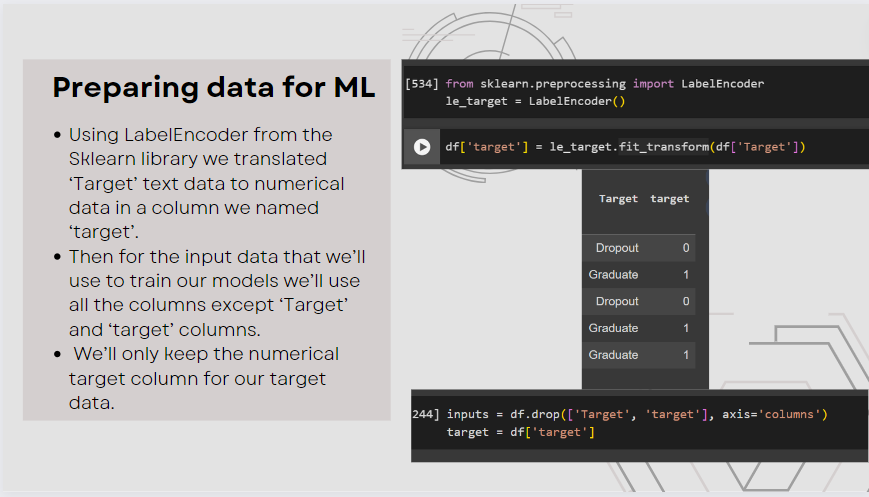 Preparing data for ML
• Using LabelEncoder from the
Sklearn library we translated
‘Target’ text data to numerical
data in a column we named
‘target’.
• Then for the input data that we’ll
use to train our models we’ll use
all the columns except ‘Target’
and ‘target’ columns.
• We’ll only keep the numerical
target column for our target
data.
[534] from sklearn.preprocessing import LabelEncoder
le_target = LabelEncoder()
df['target'] = le_target.fit_transform(df['Target'])
Target target
Dropout 0
Graduate 1
Dropout 0
Graduate 1
Graduate 1
244] inputs = df.drop(['Target', 'target'], axis='columns')
target = df['target']